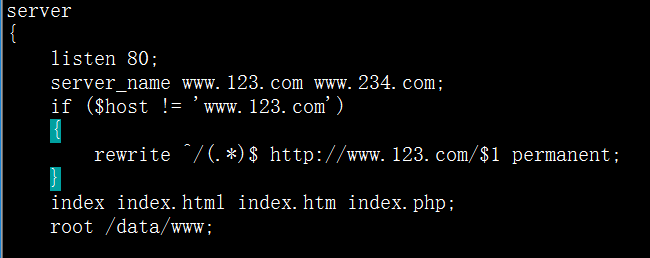 server
{
    listen 80;
    server_name www.123.com www.234.com;
    if ($host != 'www.123.com')
    {
        rewrite ^/(.*)$ http://www.123.com/$1 permanent;
    }
    index index.html index.htm index.php;
    root /data/www;